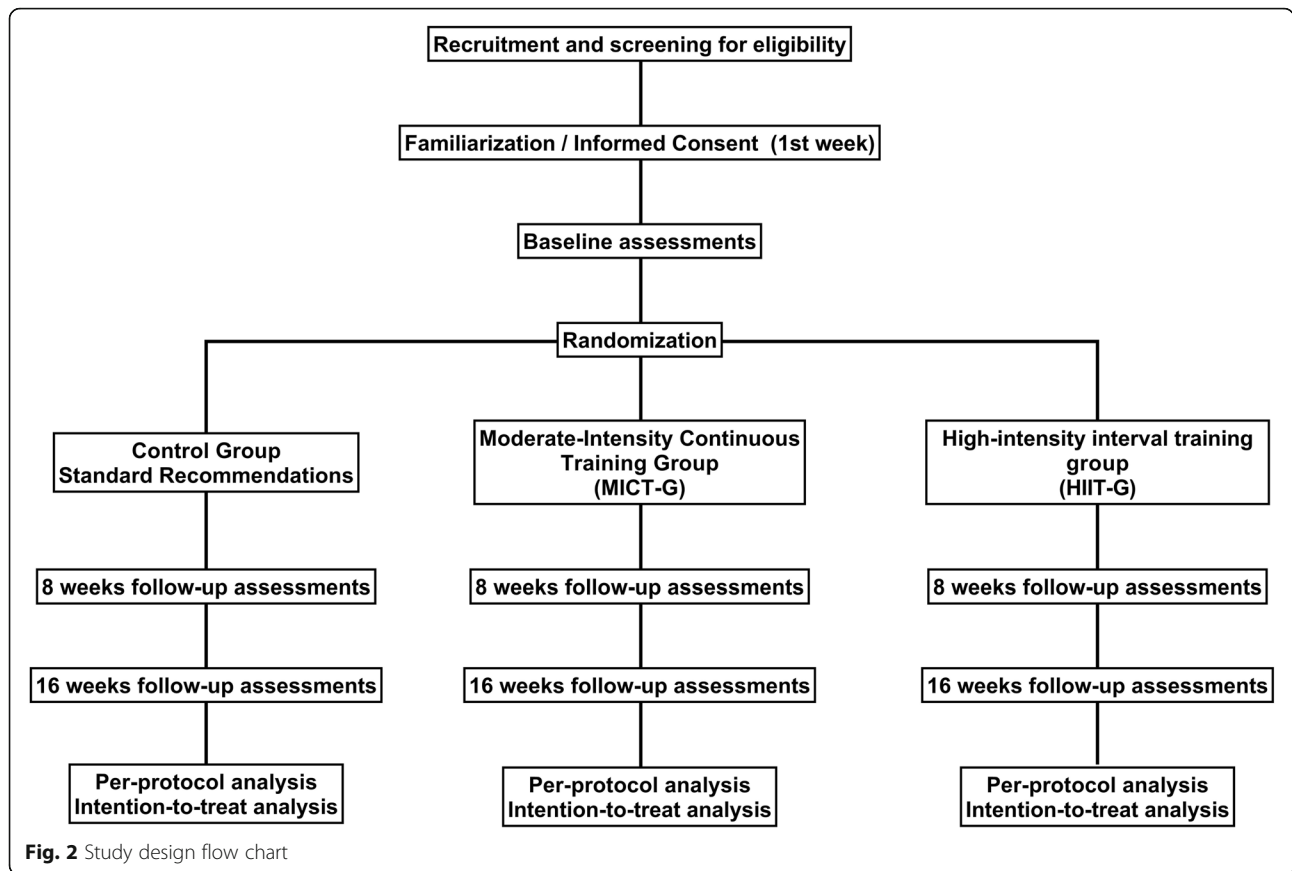 Recruitment and screening for eligibility
Familiarization / Informed Consent (1st week)
Baseline assessments
Randomization
Control Group
Standard Recommendations
Moderate-Intensity Continuous
Training Group
(MICT-G)
High-intensity interval training
group
(HIIT-G)
8 weeks follow-up assessments
8 weeks follow-up assessments
8 weeks follow-up assessments
16 weeks follow-up assessments
16 weeks follow-up assessments
16 weeks follow-up assessments
Per-protocol analysis
Intention-to-treat analysis
Per-protocol analysis
Intention-to-treat analysis
Per-protocol analysis
Intention-to-treat analysis
Fig. 2 Study design flow chart